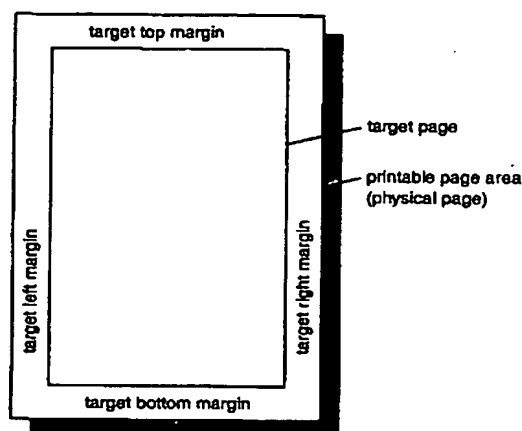 target top margin
target page
printable page area
(physical page)
target left margin
target right margin
target bottom margin